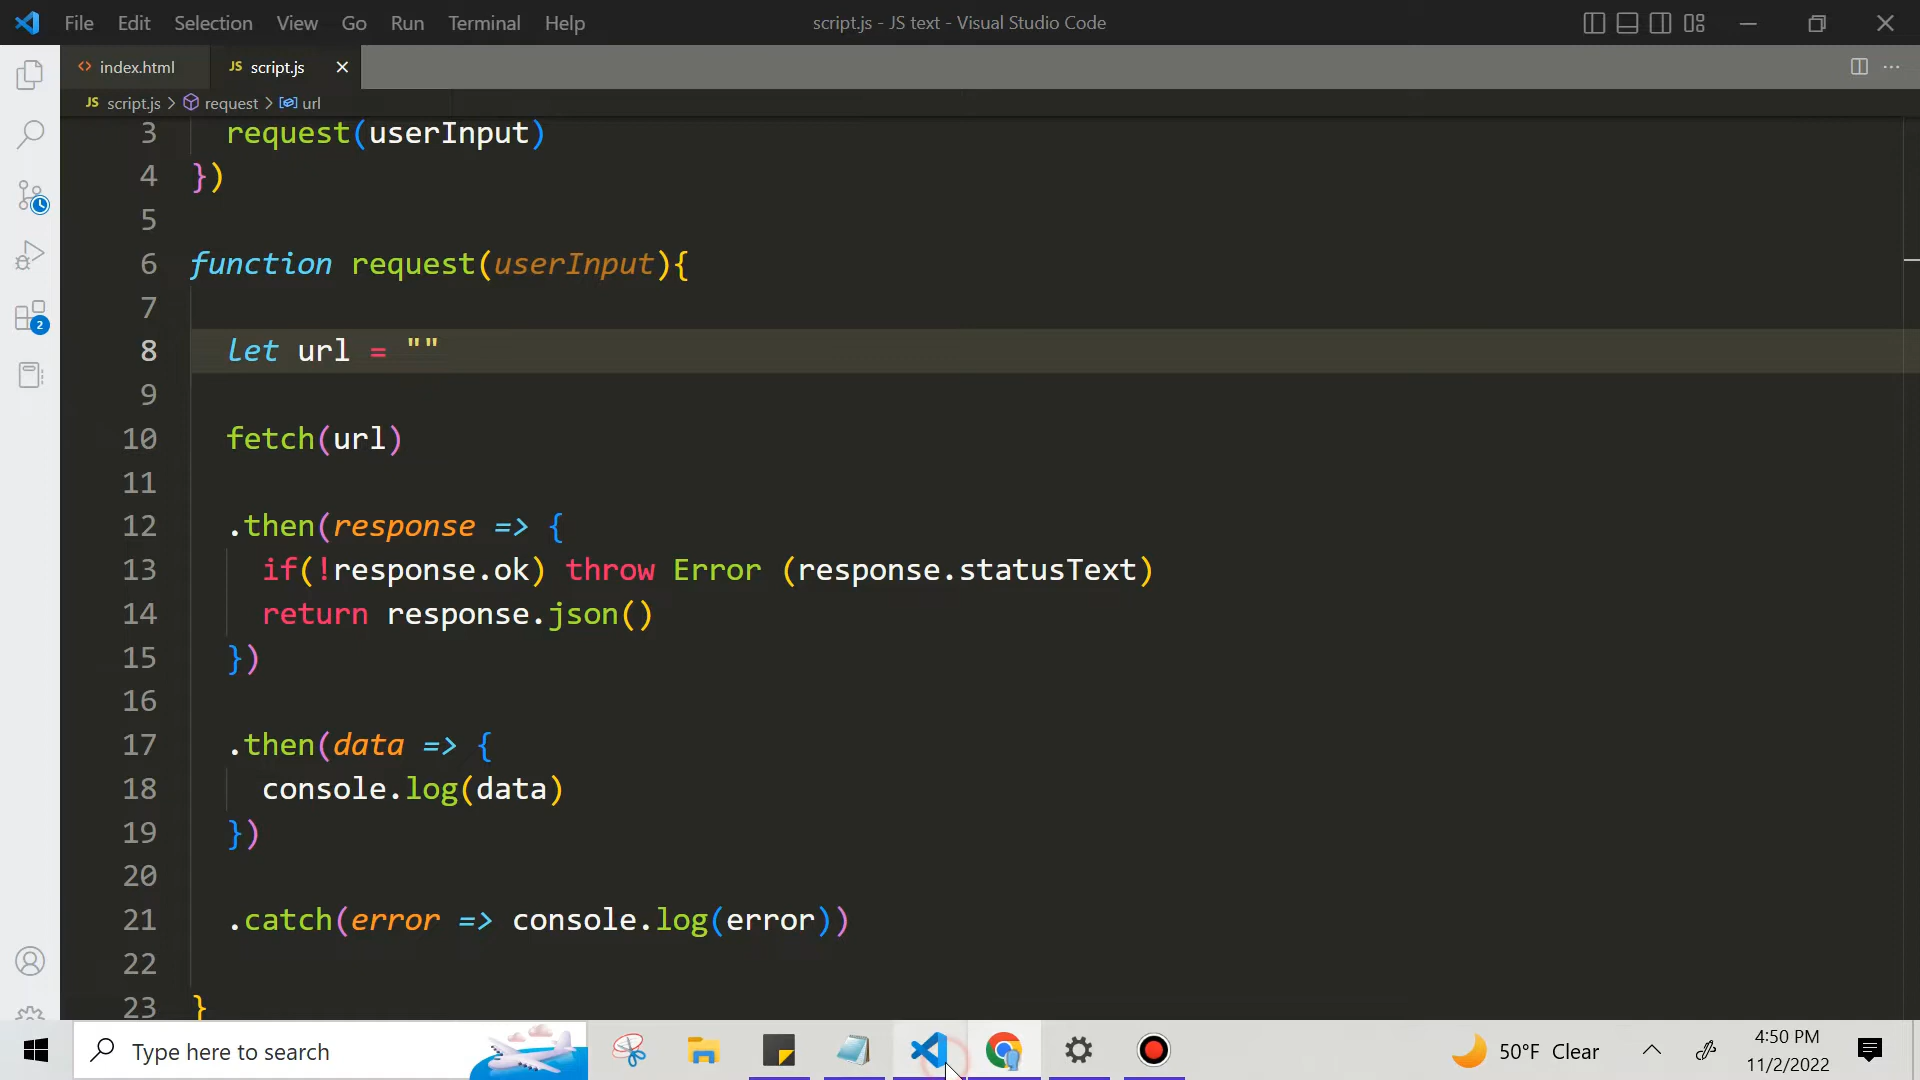 File Edit Selection View Go Run Terminal Help script.js - JS text - Visual Studio Code
index.html JS script.js
JS script.js > request > url
3 request(userInput)
4 })
5
6 function request(userInput){
7
8 let url = ""
9
10 fetch(url)
11
12 .then(response => {
13 if(!response.ok) throw Error (response.statusText)
14 return response.json()
15 })
16
17 .then(data => {
18 console.log(data)
19 })
20
21 .catch(error => console.log(error))
22
23 }
2
Type here to search
50°F Clear
4:50 PM
11/2/2022